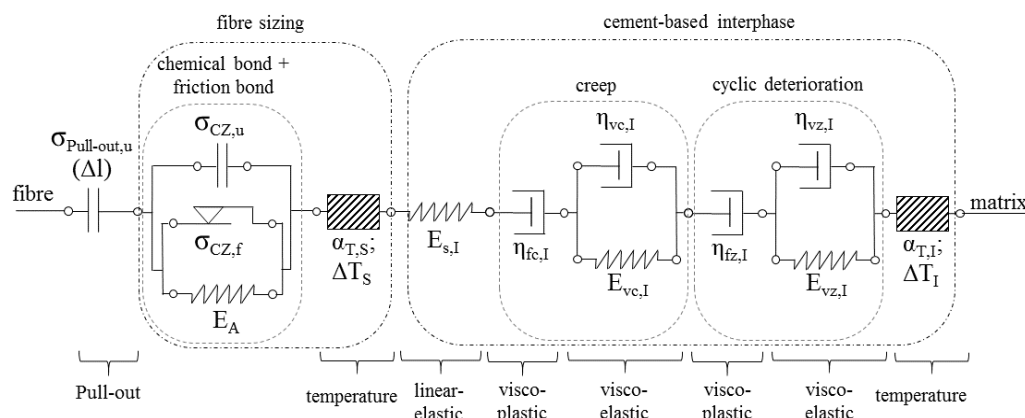 fibre sizing
cement-based interphase
chemical bond +
friction bond
creep
cyclic deterioration
σPull-out,u
(Δl)
σCZ,u
ηvc,I
ηvz,I
fibre
matrix
σCZ,f
αT,S;
ΔTS
Es,I
ηfc,I
ηfz,I
αT,I;
ΔTI
EA
Evc,I
Evz,I
Pull-out
temperature
linear-
elastic
visco-
plastic
visco-
elastic
visco-
plastic
visco-
elastic
temperature